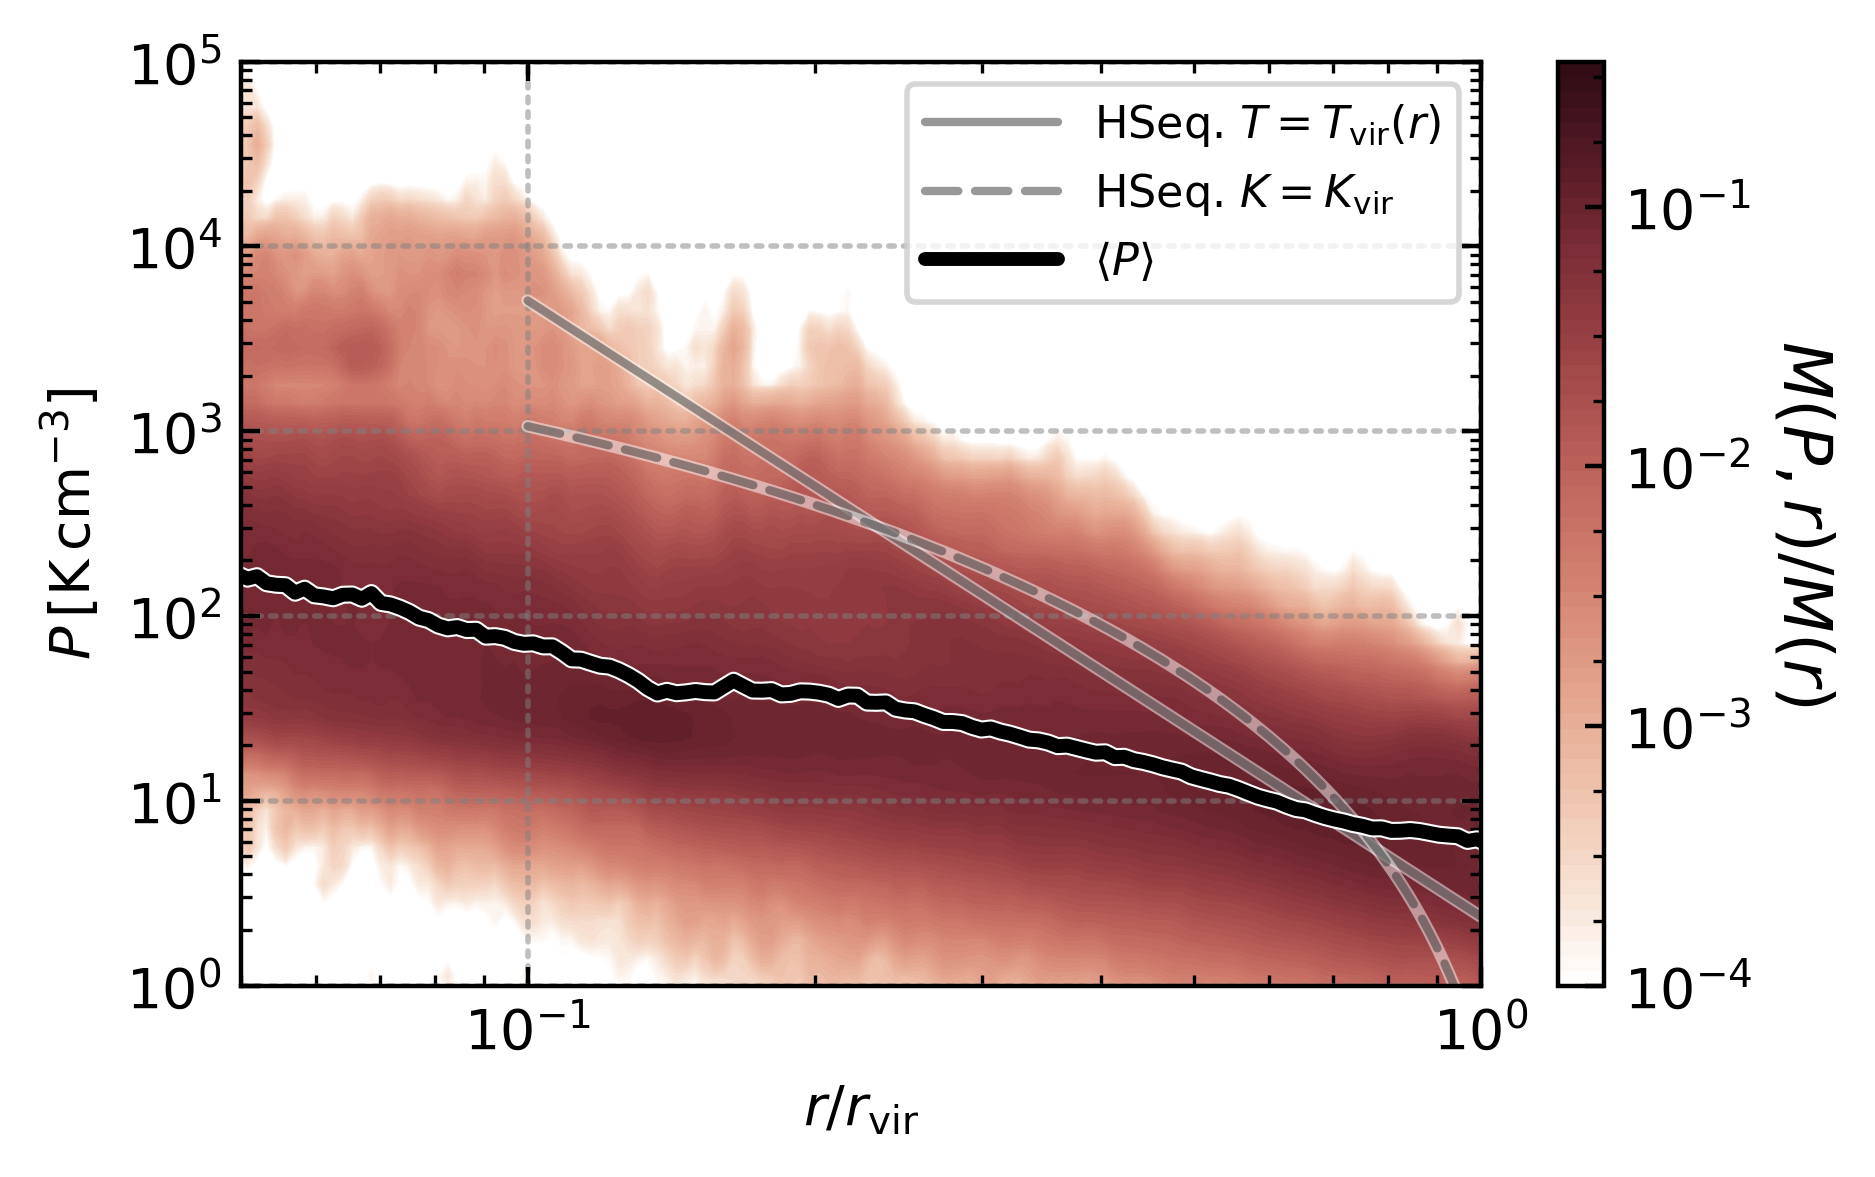 10^5
10^4
10^3
10^2
10^1
10^0
P [K cm^{-3}]
HSeq. T = T_vir(r)
HSeq. K = K_vir
⟨P⟩
10^{-1}
10^0
r/r_vir
10^{-1}
10^{-2}
10^{-3}
10^{-4}
M(P, r)/M(r)